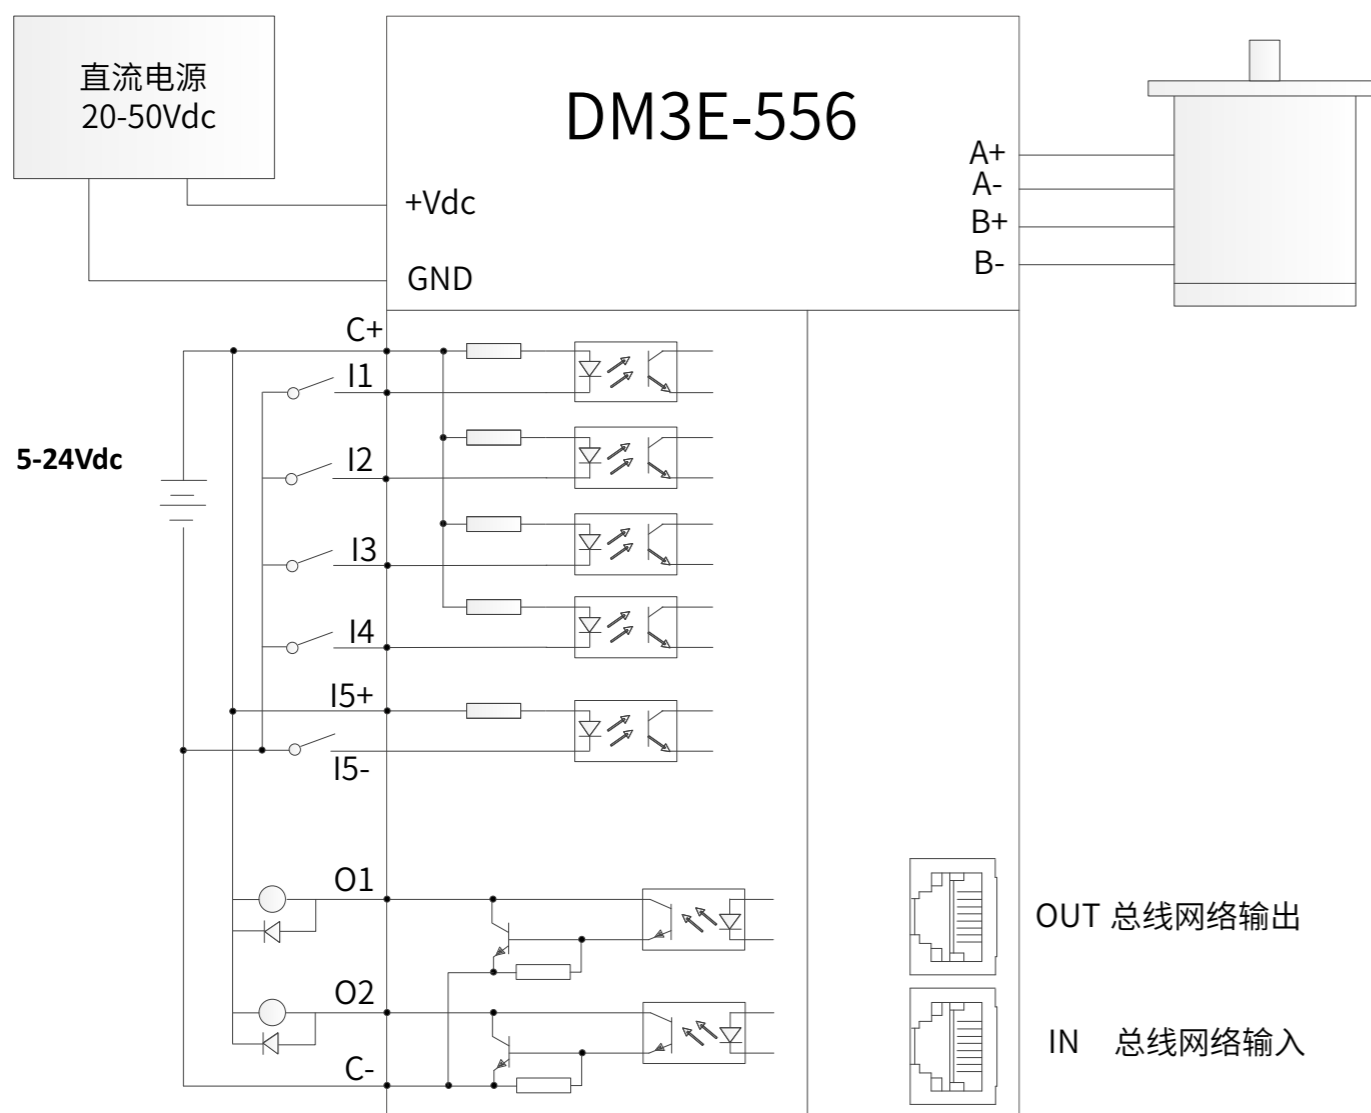 直流电源
20-50Vdc
DM3E-556
+Vdc
GND
A+
A-
B+
B-
C+
I1
5-24Vdc
I2
I3
I4
I5+
I5-
O1
O2
C-
OUT 总线网络输出
IN 总线网络输入